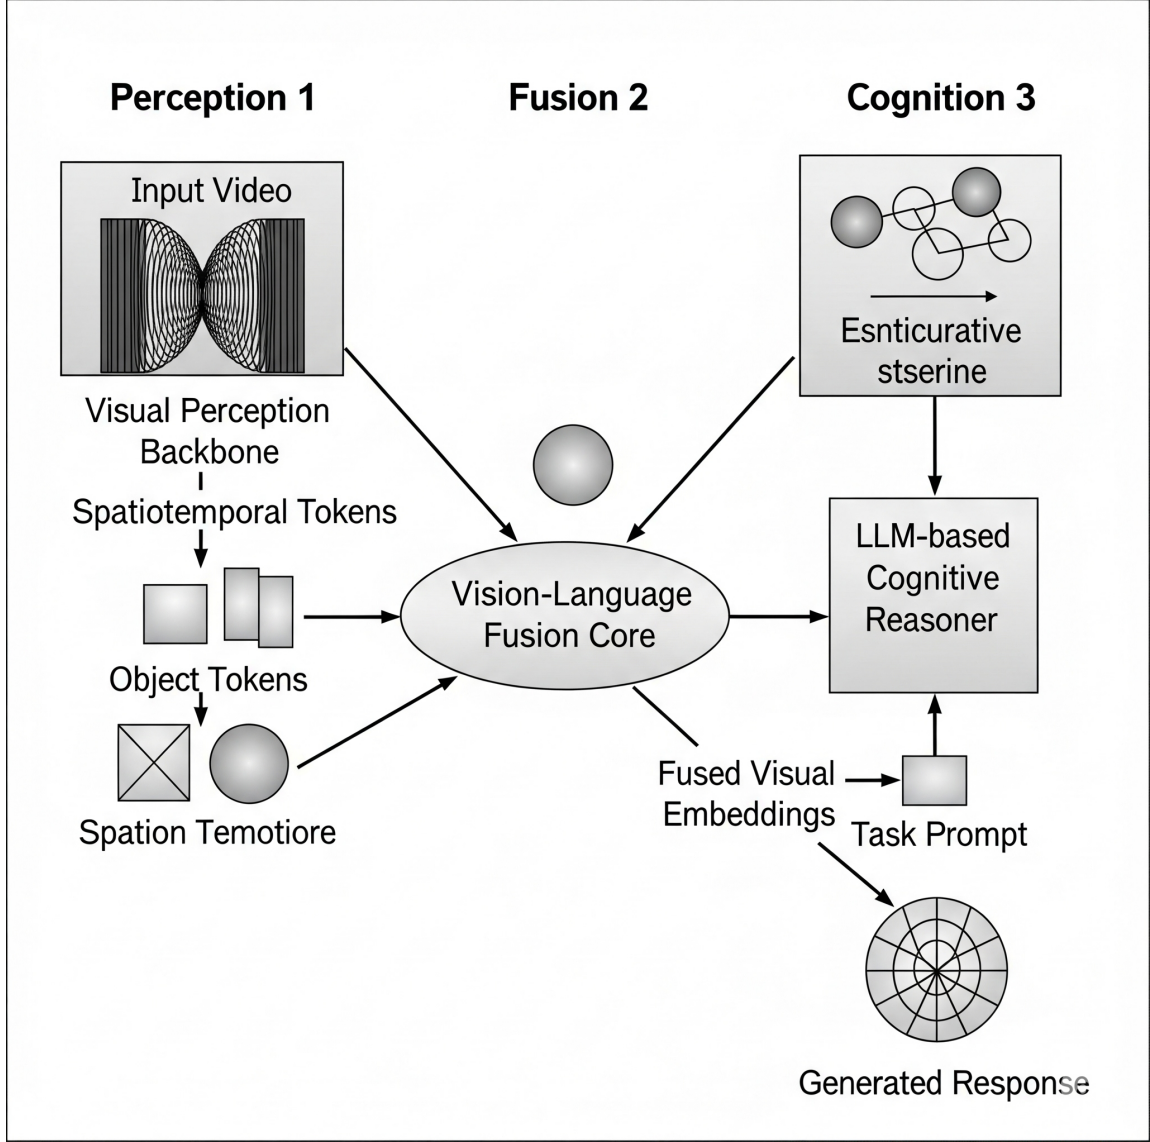 Perception 1
Fusion 2
Cognition 3
Input Video
Visual Perception
Backbone
Spatiotemporal Tokens
Object Tokens
Spation Temotiore
Vision-Language
Fusion Core
Esnticurative
stserine
LLM-based
Cognitive
Reasoner
Fused Visual
Embeddings
Task Prompt
Generated Response